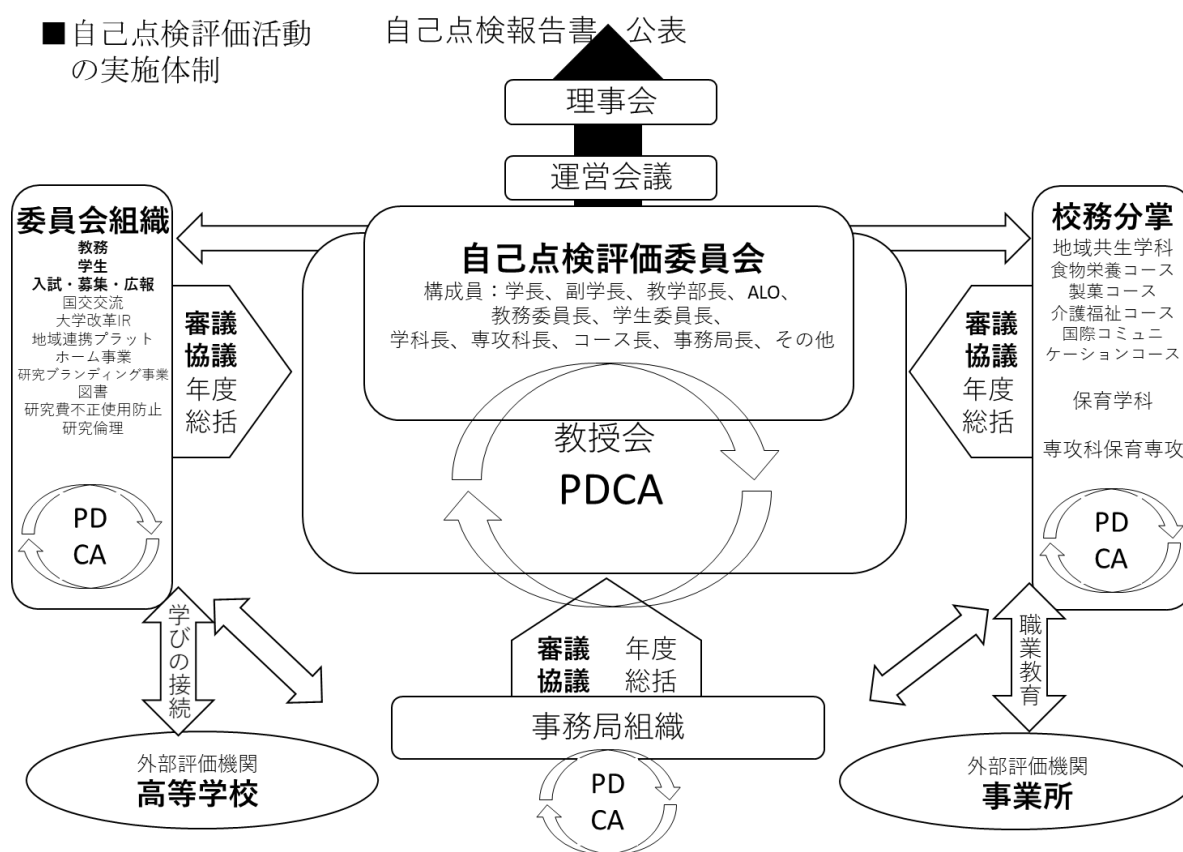 ■自己点検評価活動
の実施体制
自己点検報告書 公表
理事会
運営会議
委員会組織
教務
学生
入試・募集・広報
国交交流
大学改革IR
地域連携プラット
ホーム事業
研究ブランディング事業
図書
研究費不正使用防止
研究倫理
PD
CA
審議
協議
年度
総括
自己点検評価委員会
構成員：学長、副学長、教学部長、ALO、
教務委員長、学生委員長、
学科長、専攻科長、コース長、事務局長、その他
教授会
PDCA
審議
協議
年度
総括
校務分掌
地域共生学科
食物栄養コース
製菓コース
介護福祉コース
国際コミュニ
ケーションコース
保育学科
専攻科保育専攻
PD
CA
学びの接続
審議 年度
協議 総括
職業教育
事務局組織
PD
CA
外部評価機関
高等学校
外部評価機関
事業所